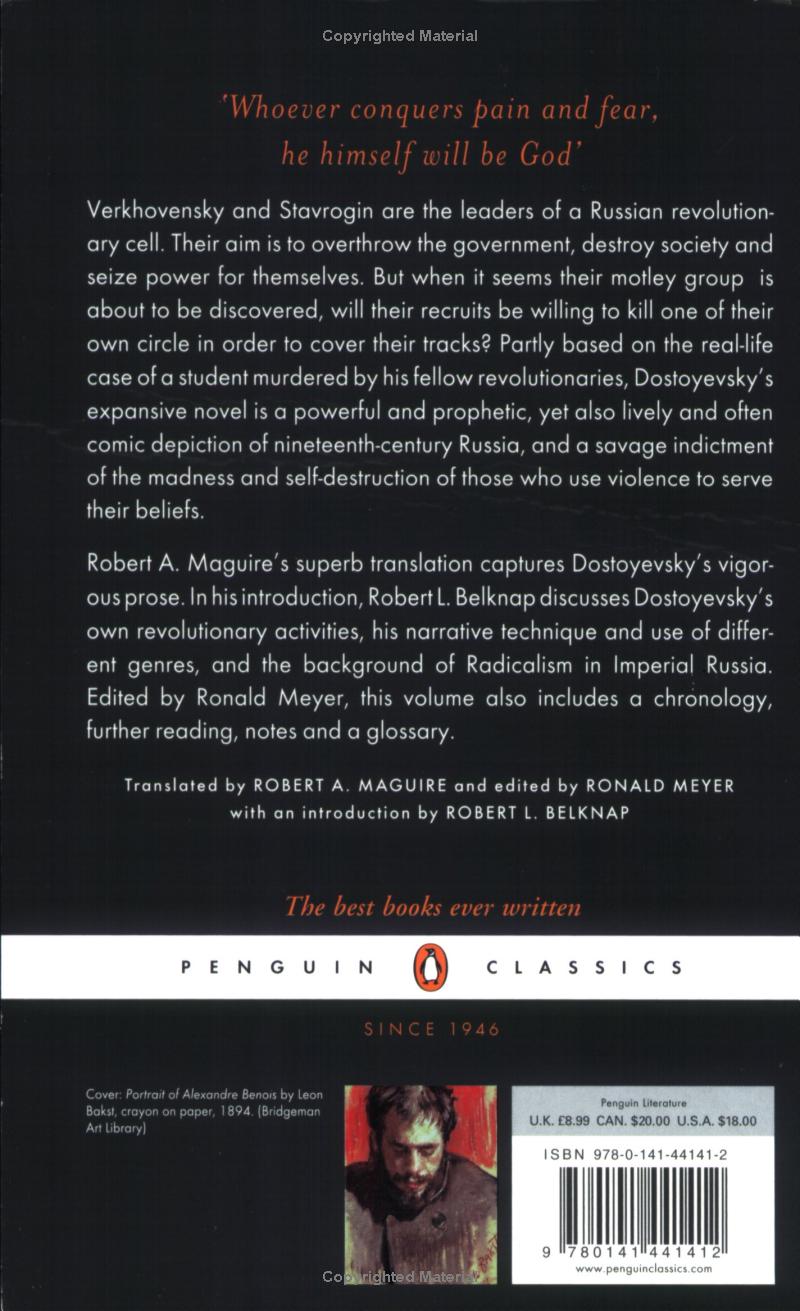 Copyrighted Material
'Whoever conquers pain and fear,
he himself will be God'
Verkhovensky and Stavrogin are the leaders of a Russian revolution-
ary cell. Their aim is to overthrow the government, destroy society and
seize power for themselves. But when it seems their motley group is
about to be discovered, will their recruits be willing to kill one of their
own circle in order to cover their tracks? Partly based on the real-life
case of a student murdered by his fellow revolutionaries, Dostoyevsky's
expansive novel is a powerful and prophetic, yet also lively and often
comic depiction of nineteenth-century Russia, and a savage indictment
of the madness and self-destruction of those who use violence to serve
their beliefs.
Robert A. Maguire's superb translation captures Dostoyevsky's vigor-
ous prose. In his introduction, Robert L. Belknap discusses Dostoyevsky's
own revolutionary activities, his narrative technique and use of differ-
ent genres, and the background of Radicalism in Imperial Russia.
Edited by Ronald Meyer, this volume also includes a chronology,
further reading, notes and a glossary.
Translated by ROBERT A. MAGUIRE and edited by RONALD MEYER
with an introduction by ROBERT L. BELKNAP
The best books ever written
PENGUIN CLASSICS
SINCE 1946
Cover: Portrait of Alexandre Benois by Leon
Bakst, crayon on paper, 1894. (Bridgeman
Art Library)
Penguin Literature
U.K. £8.99 CAN. $20.00 U.S.A. $18.00
ISBN 978-0-141-44141-2
9 780141 441412
www.penguinclassics.com
Copyrighted Material